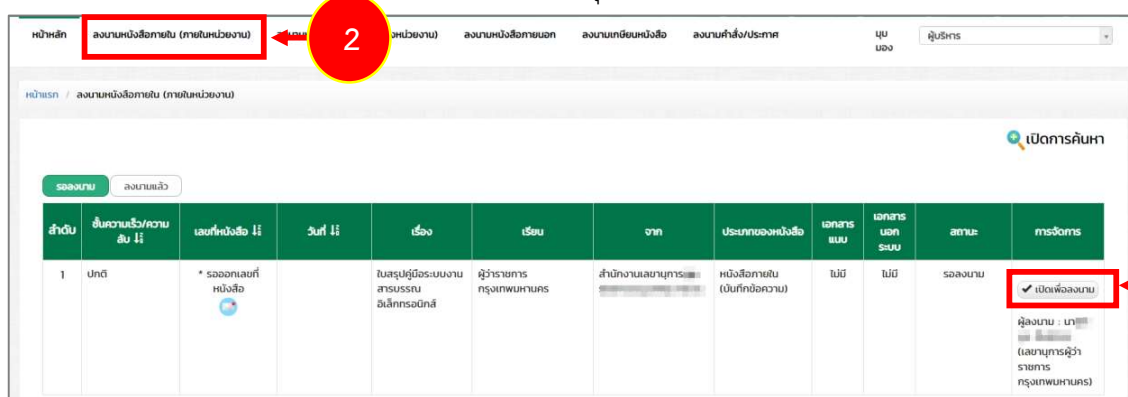 หน้าหลัก ลงนามหนังสือภายใน (ภายในหน่วยงาน) 2 หน่วยงาน) ลงนามหนังสือภายนอก ลงนามเกษียนหนังสือ ลงนามคำสั่ง/ประกาศ มุมมอง ผู้บริหาร
หน้าแรก / ลงนามหนังสือภายใน (ภายในหน่วยงาน)
เปิดการค้นหา
รอลงนาม ลงนามแล้ว
ลำดับ ชั้นความเร็ว/ความลับ เลขที่หนังสือ วันที่ เรื่อง เรียน จาก ประเภทของหนังสือ เอกสารแนบ เอกสารนอกระบบ สถานะ การจัดการ
1 ปกติ * รอออกเลขที่ ใบสรุปคู่มือระบบงาน ผู้ว่าราชการ สำนักงานเลขานุการ หนังสือภายใน ไม่มี ไม่มี รอลงนาม เปิดเพื่อลงนาม
หนังสือ สารบรรณ กรุงเทพมหานคร (บันทึกข้อความ)
อิเล็กทรอนิกส์
ผู้ลงนาม : นา
(เลขานุการผู้ว่า
ราชการ
กรุงเทพมหานคร)